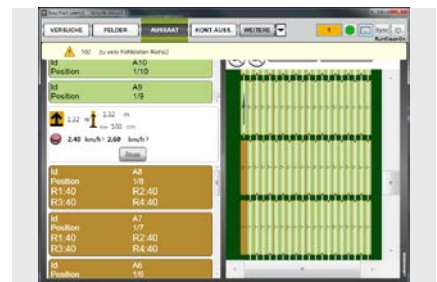 VERSUCHE FELDER AUSSAAT KONT.AUSS. WEITERE
Sync
RunCleanSn
102 zu viele Fehlstellen Reihe2
Id A10
Position 1/10
Id A9
Position 1/9
1.32 m 1.32 m
cm
2.40 km/h 2.60 km/h
Stopp
Id A8
Position 1/8
R1:40 R2:40
R3:40 R4:40
Id A7
Position 1/7
R1:40 R2:40
R3:40 R4:40
Id A6
Position 1/6